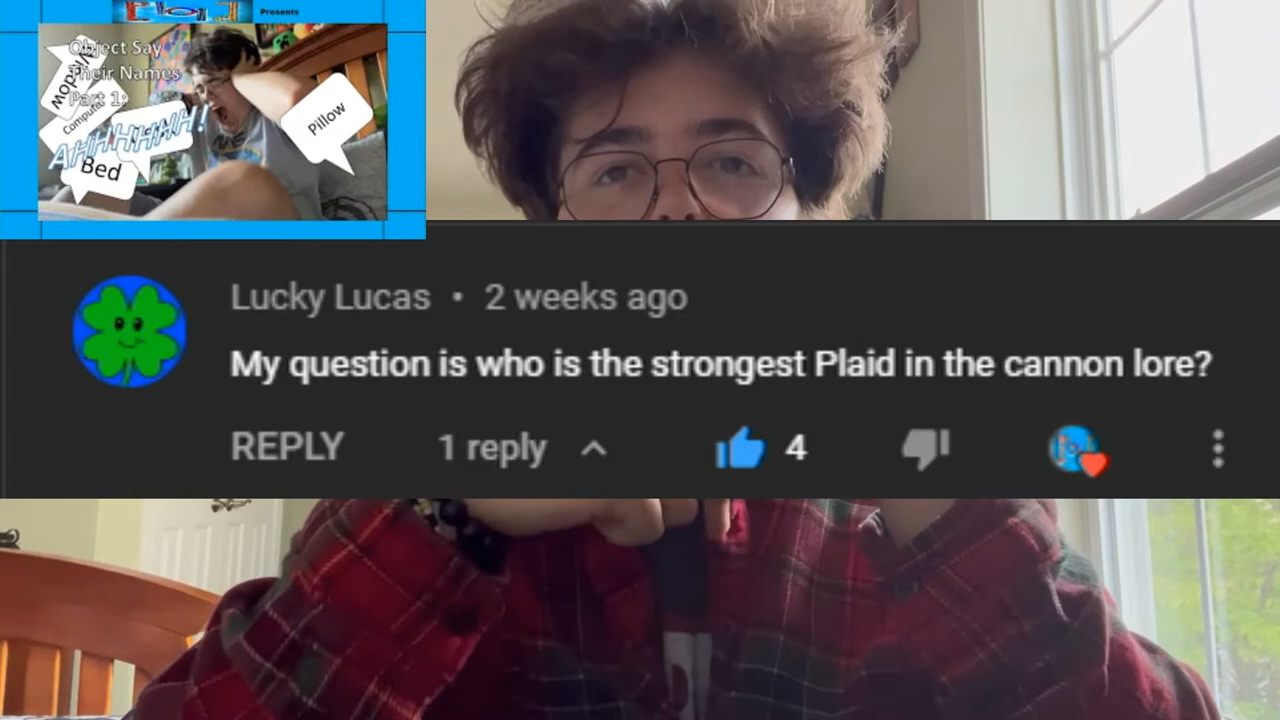 Presents
Object Say
Their Names
Part 1:
Window
Computer
AHHHHHH!
Bed
Pillow
Lucky Lucas • 2 weeks ago
My question is who is the strongest Plaid in the cannon lore?
REPLY
1 reply
4